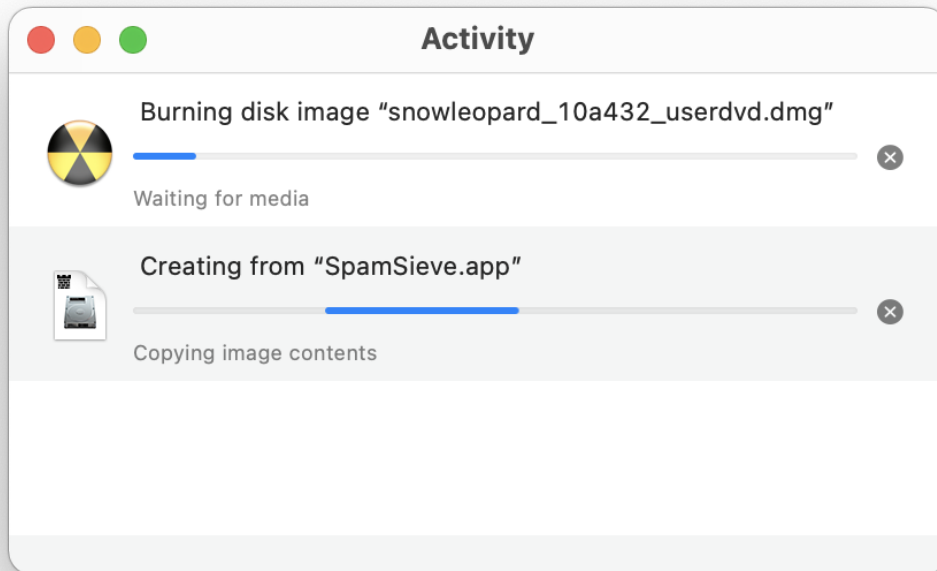 Activity
Burning disk image “snowleopard_10a432_userdvd.dmg”
Waiting for media
Creating from “SpamSieve.app”
Copying image contents